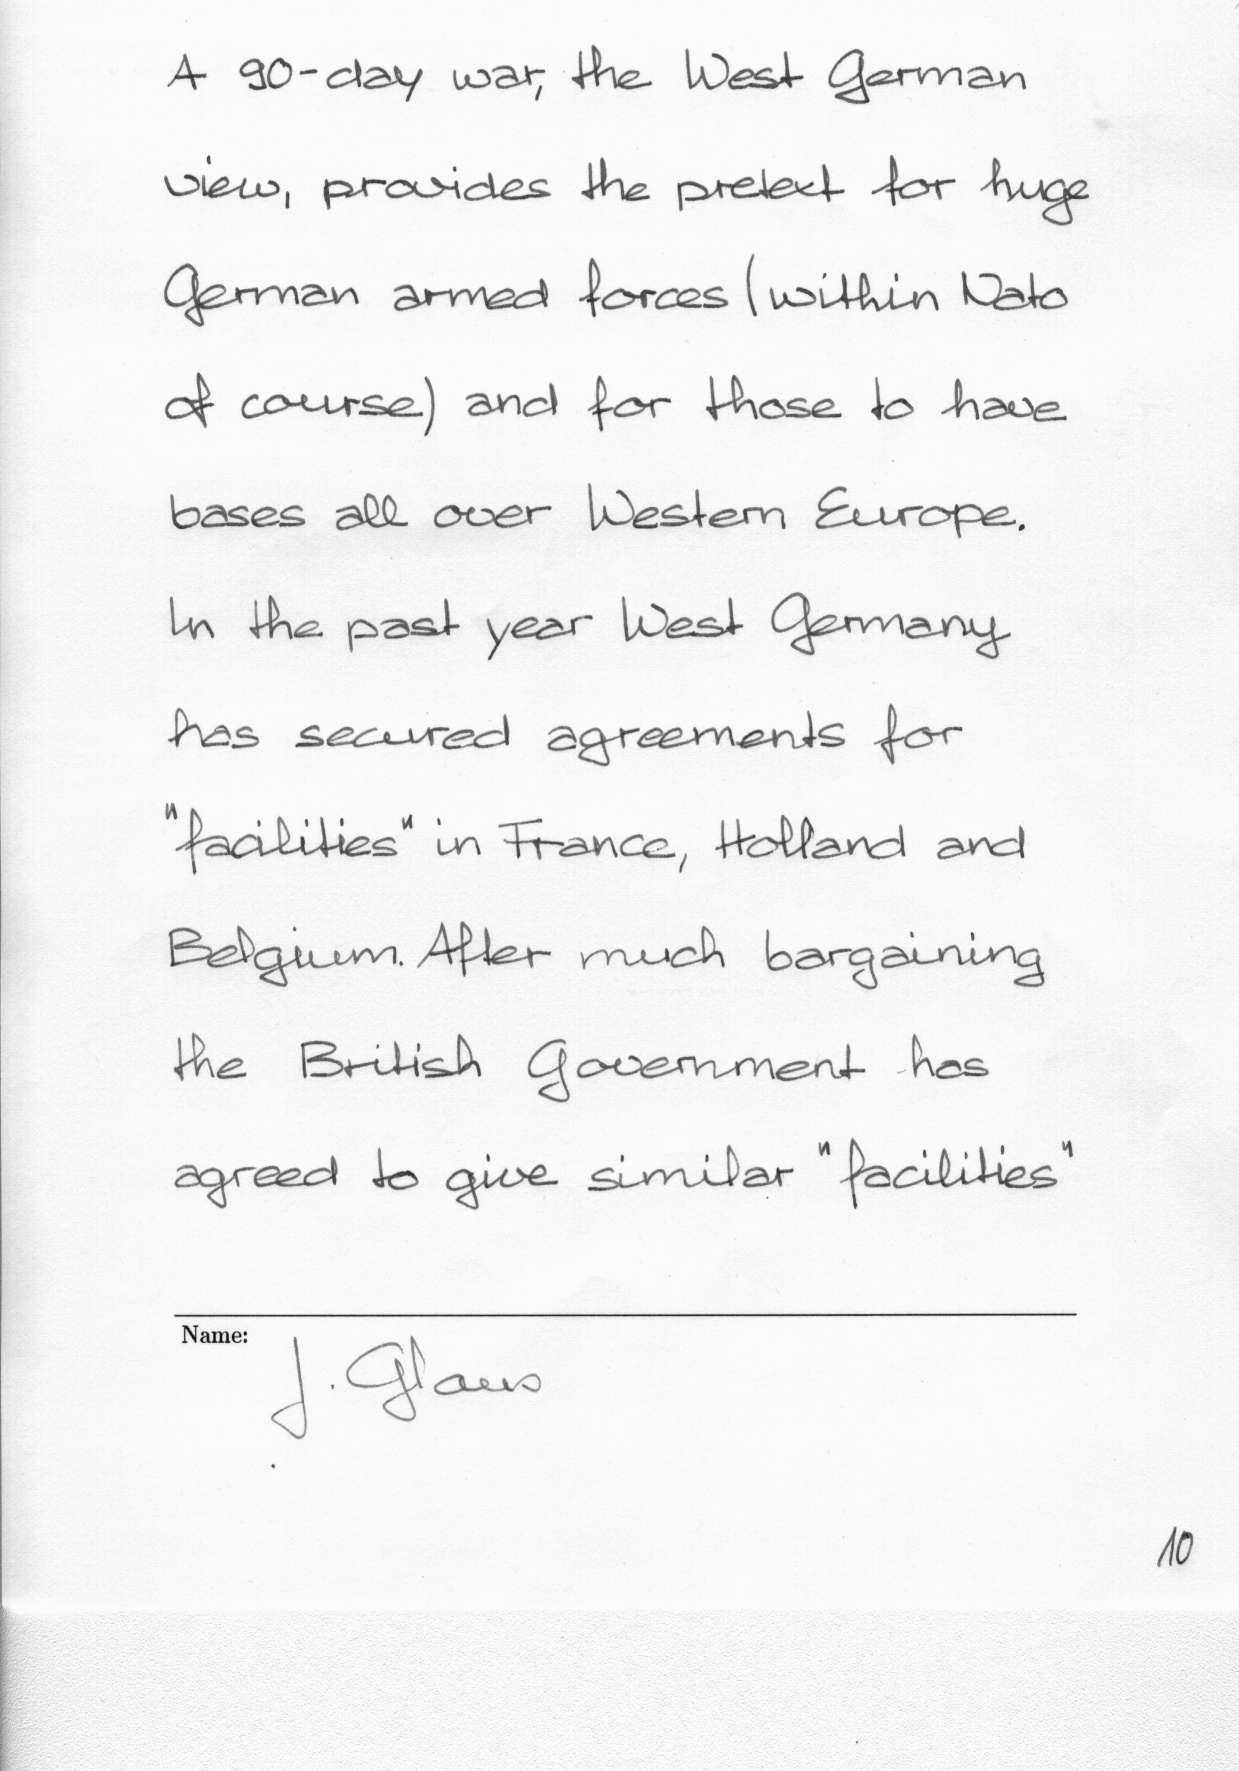 A 90-day war, the West German
view, provides the pretext for huge
German armed forces (within Nato
of course) and for those to have
bases all over Western Europe.
In the past year West Germany
has secured agreements for
"facilities" in France, Holland and
Belgium. After much bargaining
the British Government has
agreed to give similar "facilities"
Name:
J. Glaus
10